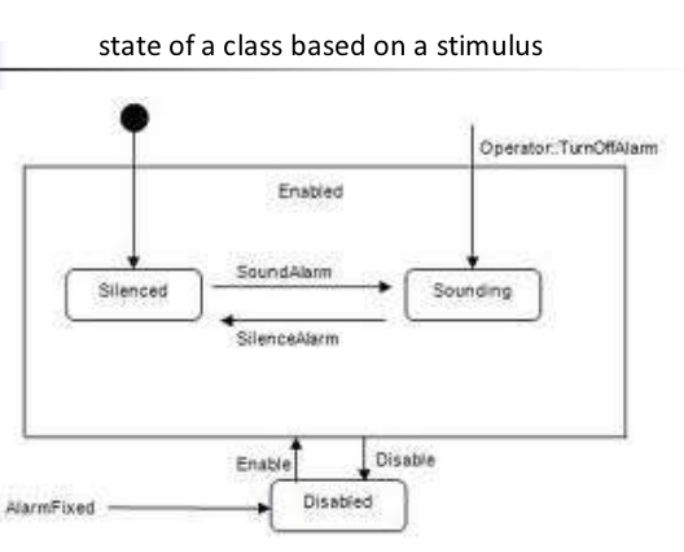 state of a class based on a stimulus
Operator::TurnOffAlarm
Enabled
SoundAlarm
Silenced
Sounding
SilenceAlarm
Enable
Disable
AlarmFixed
Disabled